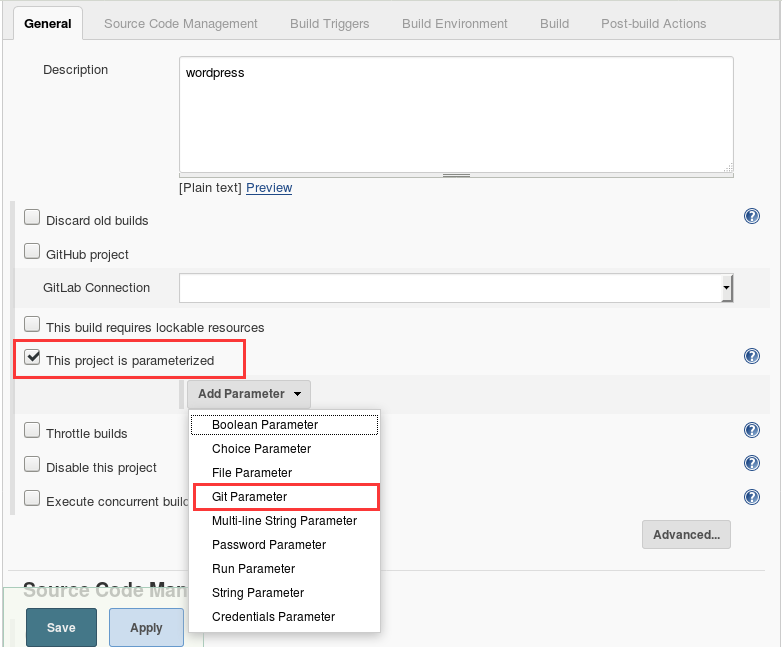 General Source Code Management Build Triggers Build Environment Build Post-build Actions
Description
wordpress
[Plain text] Preview
Discard old builds
GitHub project
GitLab Connection
This build requires lockable resources
This project is parameterized
Add Parameter
Boolean Parameter
Throttle builds
Choice Parameter
Disable this project
File Parameter
Execute concurrent build
Git Parameter
Multi-line String Parameter
Advanced...
Password Parameter
Run Parameter
Source Code Man
String Parameter
Credentials Parameter
Save Apply